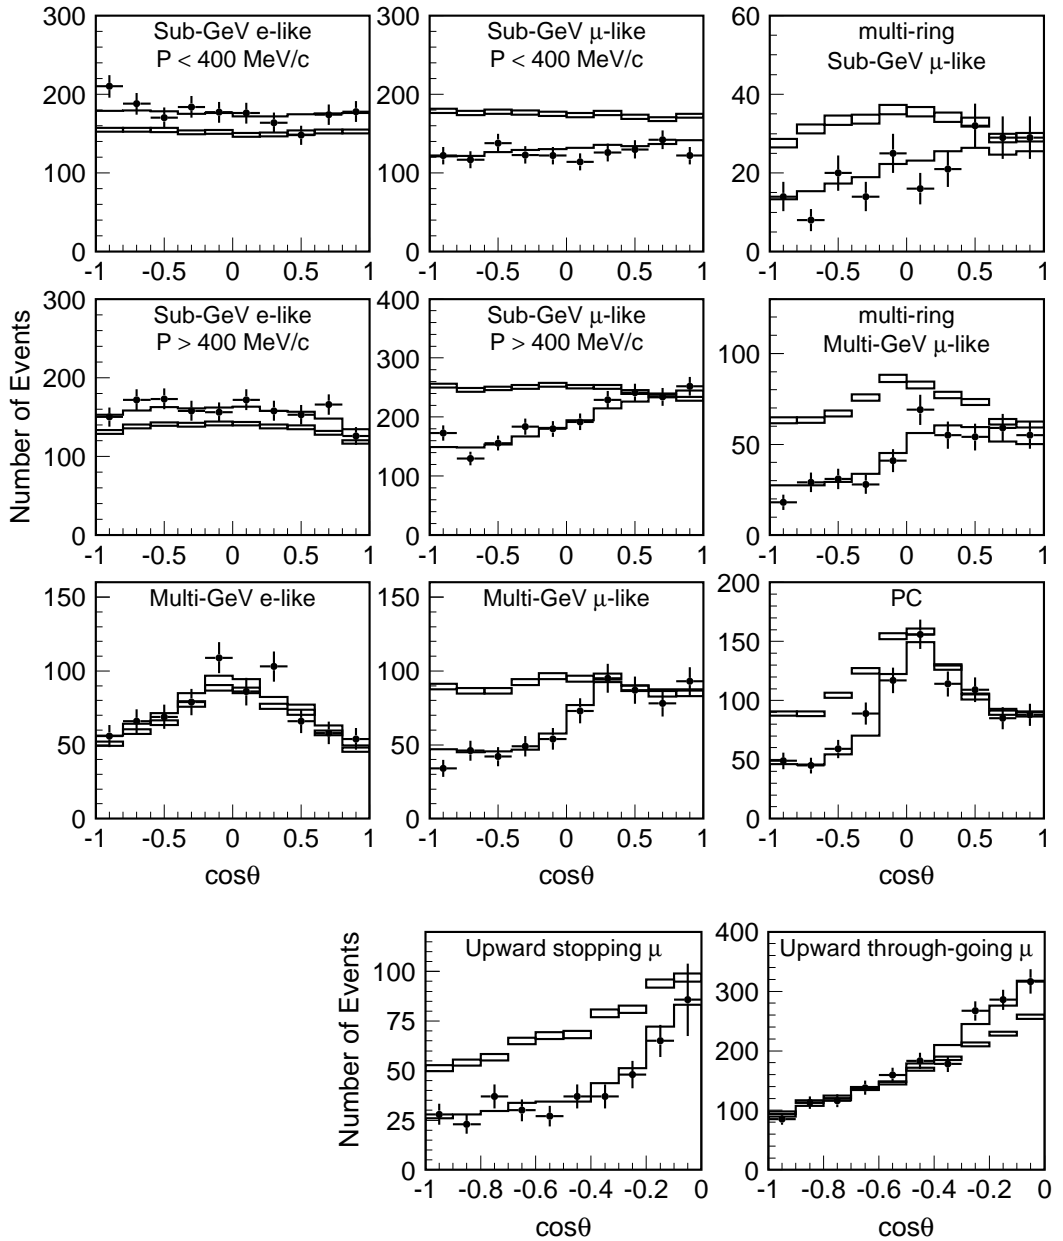 Sub-GeV e-like
P < 400 MeV/c
300
200
100
0
-1 -0.5 0 0.5 1
Sub-GeV μ-like
P < 400 MeV/c
300
200
100
0
-1 -0.5 0 0.5 1
multi-ring
Sub-GeV μ-like
60
40
20
0
-1 -0.5 0 0.5 1
Number of Events
Sub-GeV e-like
P > 400 MeV/c
300
200
100
0
-1 -0.5 0 0.5 1
Sub-GeV μ-like
P > 400 MeV/c
400
300
200
100
0
-1 -0.5 0 0.5 1
multi-ring
Multi-GeV μ-like
100
50
0
-1 -0.5 0 0.5 1
Multi-GeV e-like
150
100
50
0
-1 -0.5 0 0.5 1
cosθ
Multi-GeV μ-like
150
100
50
0
-1 -0.5 0 0.5 1
cosθ
PC
200
150
100
50
0
-1 -0.5 0 0.5 1
cosθ
Number of Events
Upward stopping μ
100
75
50
25
0
-1 -0.8 -0.6 -0.4 -0.2 0
cosθ
Upward through-going μ
400
300
200
100
0
-1 -0.8 -0.6 -0.4 -0.2 0
cosθ